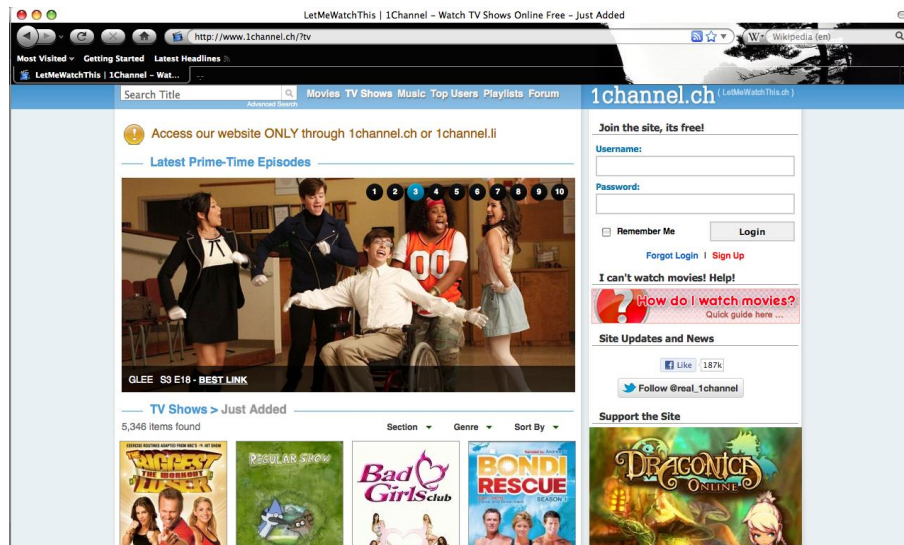 LetMeWatchThis | 1Channel – Watch TV Shows Online Free – Just Added
http://www.1channel.ch/?tv
Wikipedia (en)
Most Visited Getting Started Latest Headlines
LetMeWatchThis | 1Channel – Wat...
Search Title
Advanced Search
Movies TV Shows Music Top Users Playlists Forum
1channel.ch ( LetMeWatchThis.ch )
Access our website ONLY through 1channel.ch or 1channel.li
Latest Prime-Time Episodes
1 2 3 4 5 6 7 8 9 10
GLEE S3 E18 - BEST LINK
TV Shows > Just Added
5,346 items found
Section Genre Sort By
THE BIGGEST LOSER
THE WORKOUT
REGULAR SHOW
Bad Girls club
BONDI RESCUE
SEASON 1
Join the site, its free!
Username:
Password:
Remember Me
Login
Forgot Login | Sign Up
I can't watch movies! Help!
How do I watch movies?
Quick guide here ...
Site Updates and News
Like 187k
Follow @real_1channel
Support the Site
DRAGONICA
ONLINE